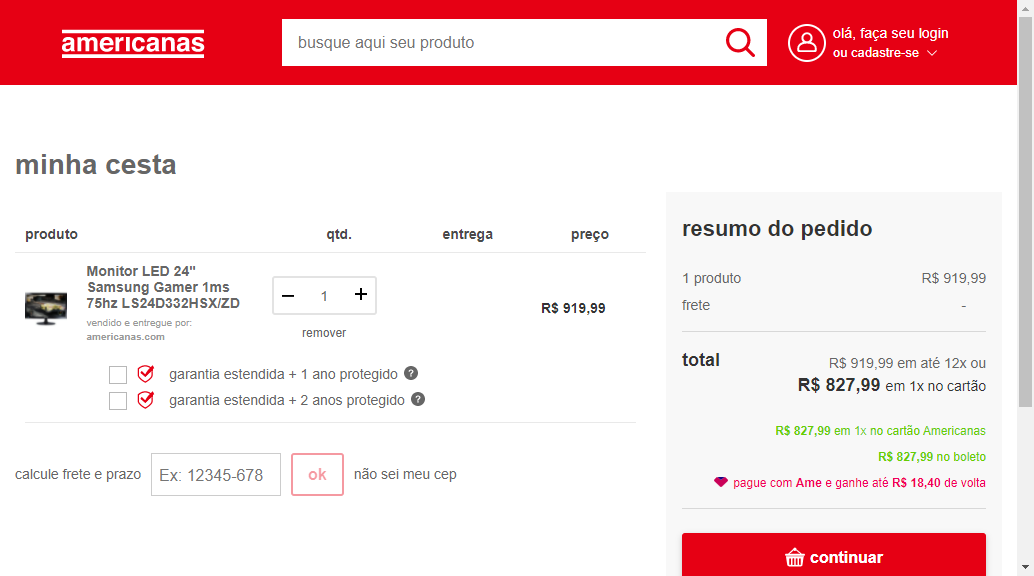 americanas
busque aqui seu produto
olá, faça seu login
ou cadastre-se
minha cesta
produto
qtd.
entrega
preço
Monitor LED 24"
Samsung Gamer 1ms
75hz LS24D332HSX/ZD
vendido e entregue por:
americanas.com
1
remover
R$ 919,99
garantia estendida + 1 ano protegido ?
garantia estendida + 2 anos protegido ?
calcule frete e prazo
Ex: 12345-678
ok
não sei meu cep
resumo do pedido
1 produto R$ 919,99
frete -
total
R$ 919,99 em até 12x ou
R$ 827,99 em 1x no cartão
R$ 827,99 em 1x no cartão Americanas
R$ 827,99 no boleto
pague com Ame e ganhe até R$ 18,40 de volta
continuar